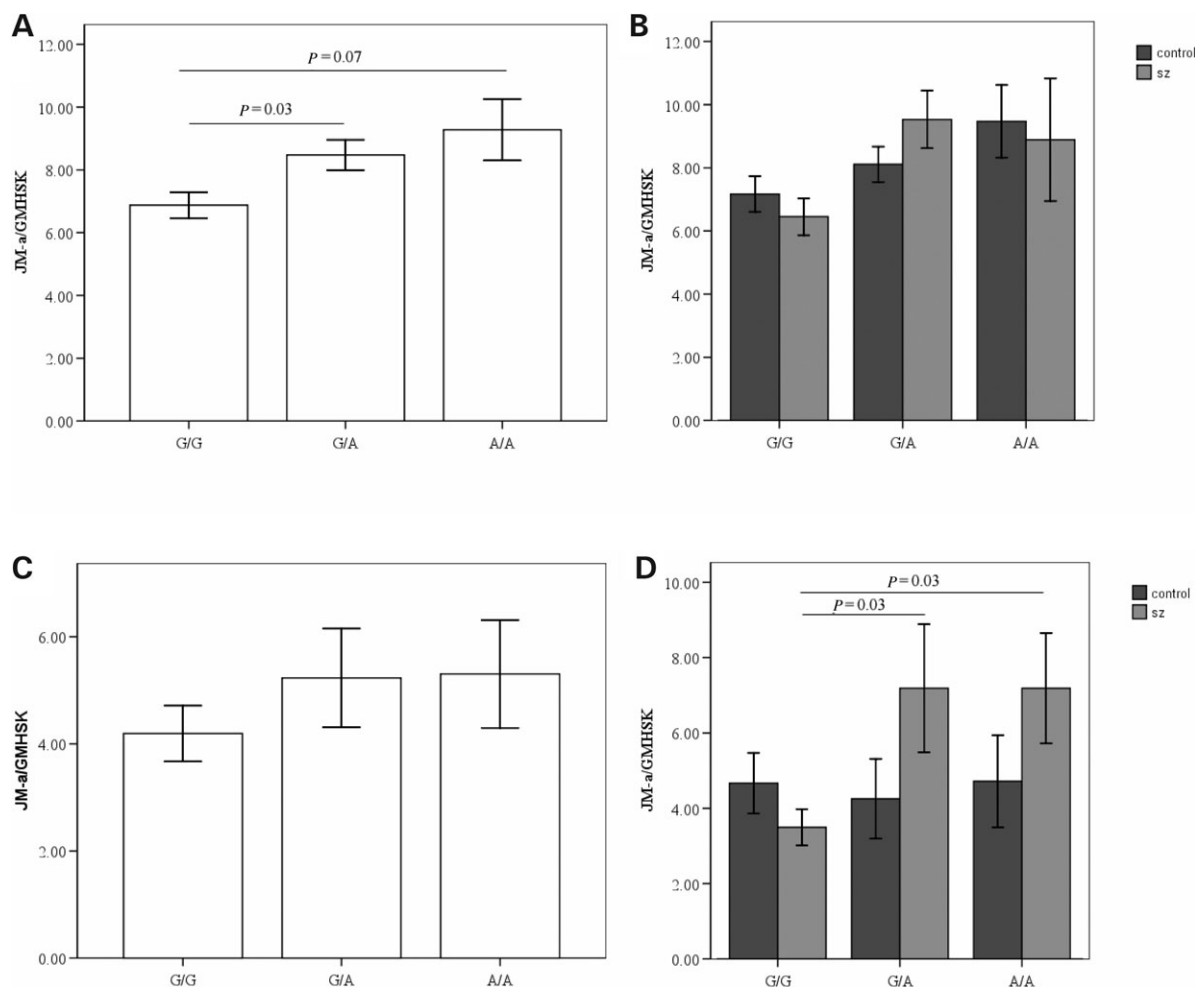 A
JM-a/GMHSK
12.00
10.00
8.00
6.00
4.00
2.00
0.00
P = 0.07
P = 0.03
G/G
G/A
A/A
B
JM-a/GMHSK
12.00
10.00
8.00
6.00
4.00
2.00
0.00
G/G
G/A
A/A
control
sz
C
JM-a/GMHSK
6.00
4.00
2.00
0.00
G/G
G/A
A/A
D
JM-a/GMHSK
10.00
8.00
6.00
4.00
2.00
0.00
P = 0.03
P = 0.03
G/G
G/A
A/A
control
sz